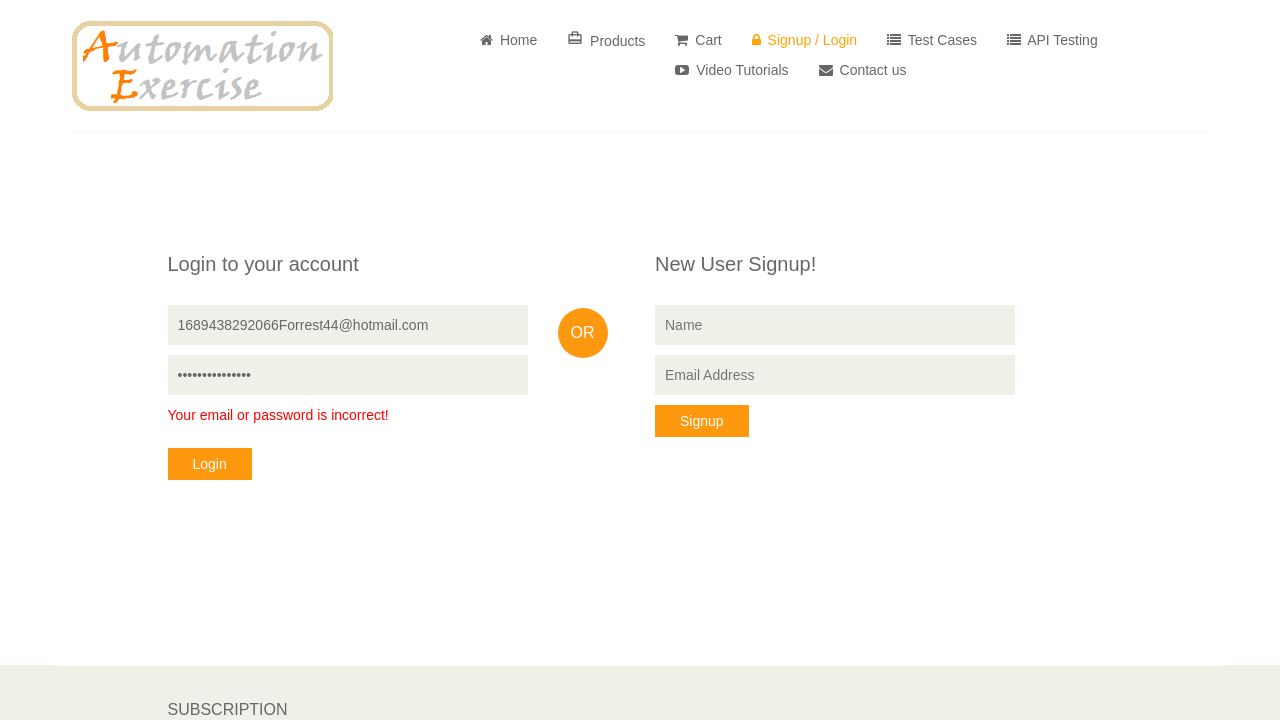 Automation
Exercise
Home
Products
Cart
Signup / Login
Test Cases
API Testing
Video Tutorials
Contact us
Login to your account
1689438292066Forrest44@hotmail.com
•••••••••••••••
Your email or password is incorrect!
Login
OR
New User Signup!
Name
Email Address
Signup
SUBSCRIPTION